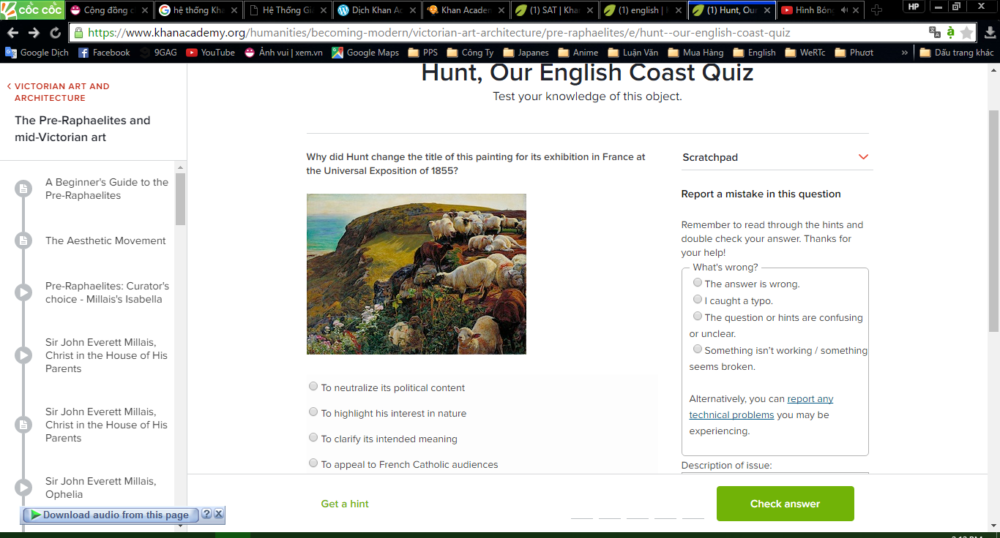 cốc cốc
Cộng đồng c
hệ thống Kh
Hệ Thống Gi
Dịch Khan Ac
Khan Academ
(1) SAT | Kha
(1) english |
(1) Hunt, Our
Hình Bóng
HP
https://www.khanacademy.org/humanities/becoming-modern/victorian-art-architecture/pre-raphaelites/e/hunt--our-english-coast-quiz
Google Dịch
Facebook
9GAG
YouTube
Ảnh vui | xem.vn
Google Maps
PPS
Công Ty
Japanes
Anime
Luận Văn
Mua Hàng
English
WeRTc
Phượt
»
Dấu trang khác
VICTORIAN ART AND
ARCHITECTURE
The Pre-Raphaelites and
mid-Victorian art
A Beginner's Guide to the
Pre-Raphaelites
The Aesthetic Movement
Pre-Raphaelites: Curator's
choice - Millais's Isabella
Sir John Everett Millais,
Christ in the House of His
Parents
Sir John Everett Millais,
Christ in the House of His
Parents
Sir John Everett Millais,
Ophelia
Download audio from this page
?
X
Hunt, Our English Coast Quiz
Test your knowledge of this object.
Why did Hunt change the title of this painting for its exhibition in France at
the Universal Exposition of 1855?
To neutralize its political content
To highlight his interest in nature
To clarify its intended meaning
To appeal to French Catholic audiences
Scratchpad
Report a mistake in this question
Remember to read through the hints and
double check your answer. Thanks for
your help!
What's wrong?
The answer is wrong.
I caught a typo.
The question or hints are confusing
or unclear.
Something isn't working / something
seems broken.
Alternatively, you can report any
technical problems you may be
experiencing.
Description of issue:
Get a hint
Check answer